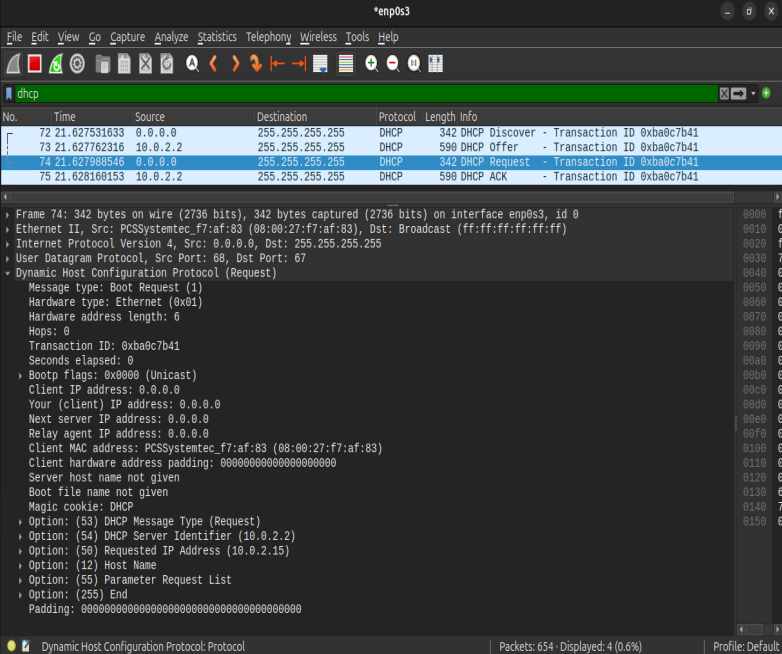 *enp0s3
File Edit View Go Capture Analyze Statistics Telephony Wireless Tools Help
dhcp
No. Time Source Destination Protocol Length Info
72 21.627531633 0.0.0.0 255.255.255.255 DHCP 342 DHCP Discover - Transaction ID 0xba0c7b41
73 21.627762316 10.0.2.2 255.255.255.255 DHCP 590 DHCP Offer - Transaction ID 0xba0c7b41
74 21.627988546 0.0.0.0 255.255.255.255 DHCP 342 DHCP Request - Transaction ID 0xba0c7b41
75 21.628160153 10.0.2.2 255.255.255.255 DHCP 590 DHCP ACK - Transaction ID 0xba0c7b41
Frame 74: 342 bytes on wire (2736 bits), 342 bytes captured (2736 bits) on interface enp0s3, id 0
Ethernet II, Src: PCSSystemtec_f7:af:83 (08:00:27:f7:af:83), Dst: Broadcast (ff:ff:ff:ff:ff:ff)
Internet Protocol Version 4, Src: 0.0.0.0, Dst: 255.255.255.255
User Datagram Protocol, Src Port: 68, Dst Port: 67
Dynamic Host Configuration Protocol (Request)
Message type: Boot Request (1)
Hardware type: Ethernet (0x01)
Hardware address length: 6
Hops: 0
Transaction ID: 0xba0c7b41
Seconds elapsed: 0
Bootp flags: 0x0000 (Unicast)
Client IP address: 0.0.0.0
Your (client) IP address: 0.0.0.0
Next server IP address: 0.0.0.0
Relay agent IP address: 0.0.0.0
Client MAC address: PCSSystemtec_f7:af:83 (08:00:27:f7:af:83)
Client hardware address padding: 00000000000000000000
Server host name not given
Boot file name not given
Magic cookie: DHCP
Option: (53) DHCP Message Type (Request)
Option: (54) DHCP Server Identifier (10.0.2.2)
Option: (50) Requested IP Address (10.0.2.15)
Option: (12) Host Name
Option: (55) Parameter Request List
Option: (255) End
Padding: 0000000000000000000000000000000000000000
0000
0010
0020
0030
0040
0050
0060
0070
0080
0090
00a0
00b0
00c0
00d0
00e0
00f0
0100
0110
0120
0130
0140
0150
Dynamic Host Configuration Protocol: Protocol
Packets: 654 · Displayed: 4 (0.6%)
Profile: Default